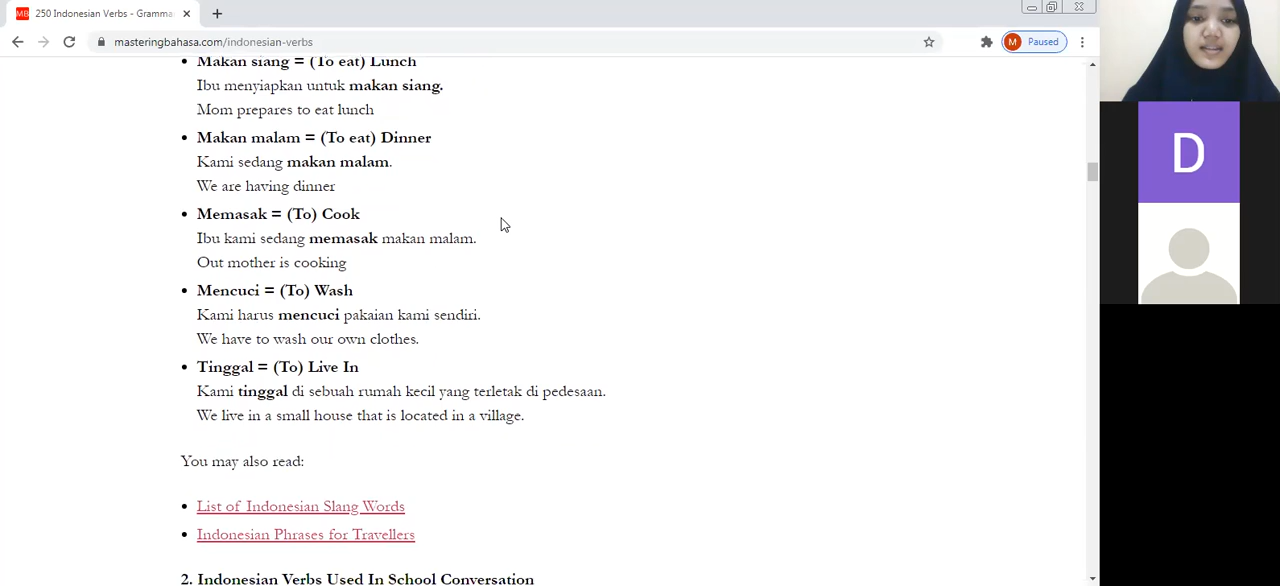 MB 250 Indonesian Verbs - Gramma
masteringbahasa.com/indonesian-verbs
M Paused
• Makan siang = (To eat) Lunch
Ibu menyiapkan untuk makan siang.
Mom prepares to eat lunch
• Makan malam = (To eat) Dinner
Kami sedang makan malam.
We are having dinner
• Memasak = (To) Cook
Ibu kami sedang memasak makan malam.
Out mother is cooking
• Mencuci = (To) Wash
Kami harus mencuci pakaian kami sendiri.
We have to wash our own clothes.
• Tinggal = (To) Live In
Kami tinggal di sebuah rumah kecil yang terletak di pedesaan.
We live in a small house that is located in a village.
You may also read:
• List of Indonesian Slang Words
• Indonesian Phrases for Travellers
2. Indonesian Verbs Used In School Conversation
D